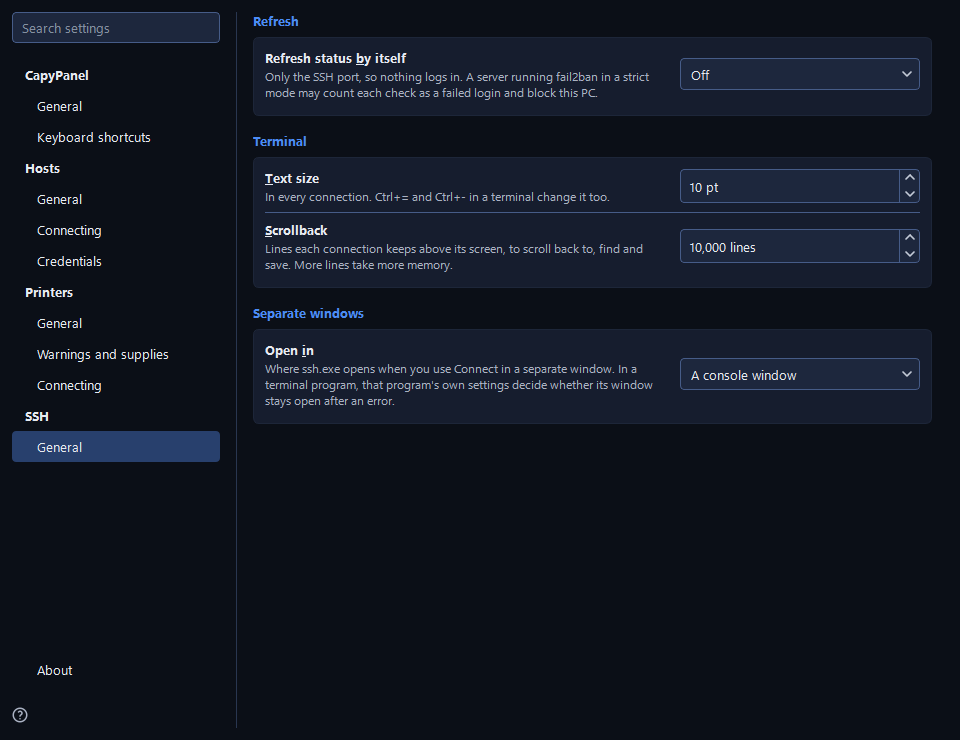 Search settings
CapyPanel
General
Keyboard shortcuts
Hosts
General
Connecting
Credentials
Printers
General
Warnings and supplies
Connecting
SSH
General
About
Refresh
Refresh status by itself
Only the SSH port, so nothing logs in. A server running fail2ban in a strict
mode may count each check as a failed login and block this PC.
Off
Terminal
Text size
In every connection. Ctrl+= and Ctrl+- in a terminal change it too.
10 pt
Scrollback
Lines each connection keeps above its screen, to scroll back to, find and
save. More lines take more memory.
10,000 lines
Separate windows
Open in
Where ssh.exe opens when you use Connect in a separate window. In a
terminal program, that program's own settings decide whether its window
stays open after an error.
A console window